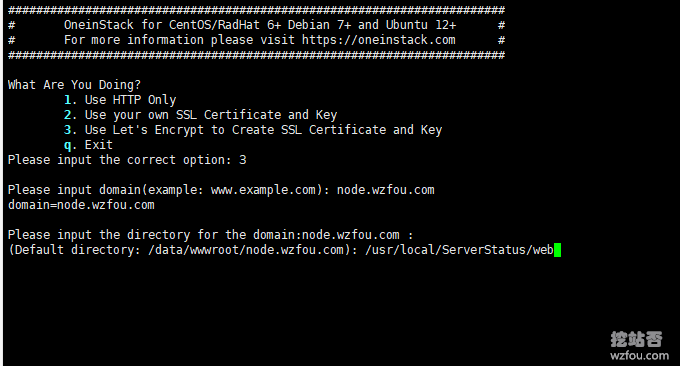 #######################################################################
#       OneinStack for CentOS/RadHat 6+ Debian 7+ and Ubuntu 12+      #
#       For more information please visit https://oneinstack.com      #
#######################################################################
What Are You Doing?
1. Use HTTP Only
2. Use your own SSL Certificate and Key
3. Use Let's Encrypt to Create SSL Certificate and Key
q. Exit
Please input the correct option: 3
Please input domain(example: www.example.com): node.wzfou.com
domain=node.wzfou.com
Please input the directory for the domain:node.wzfou.com :
(Default directory: /data/wwwroot/node.wzfou.com): /usr/local/ServerStatus/web
挖站否
wzfou.com